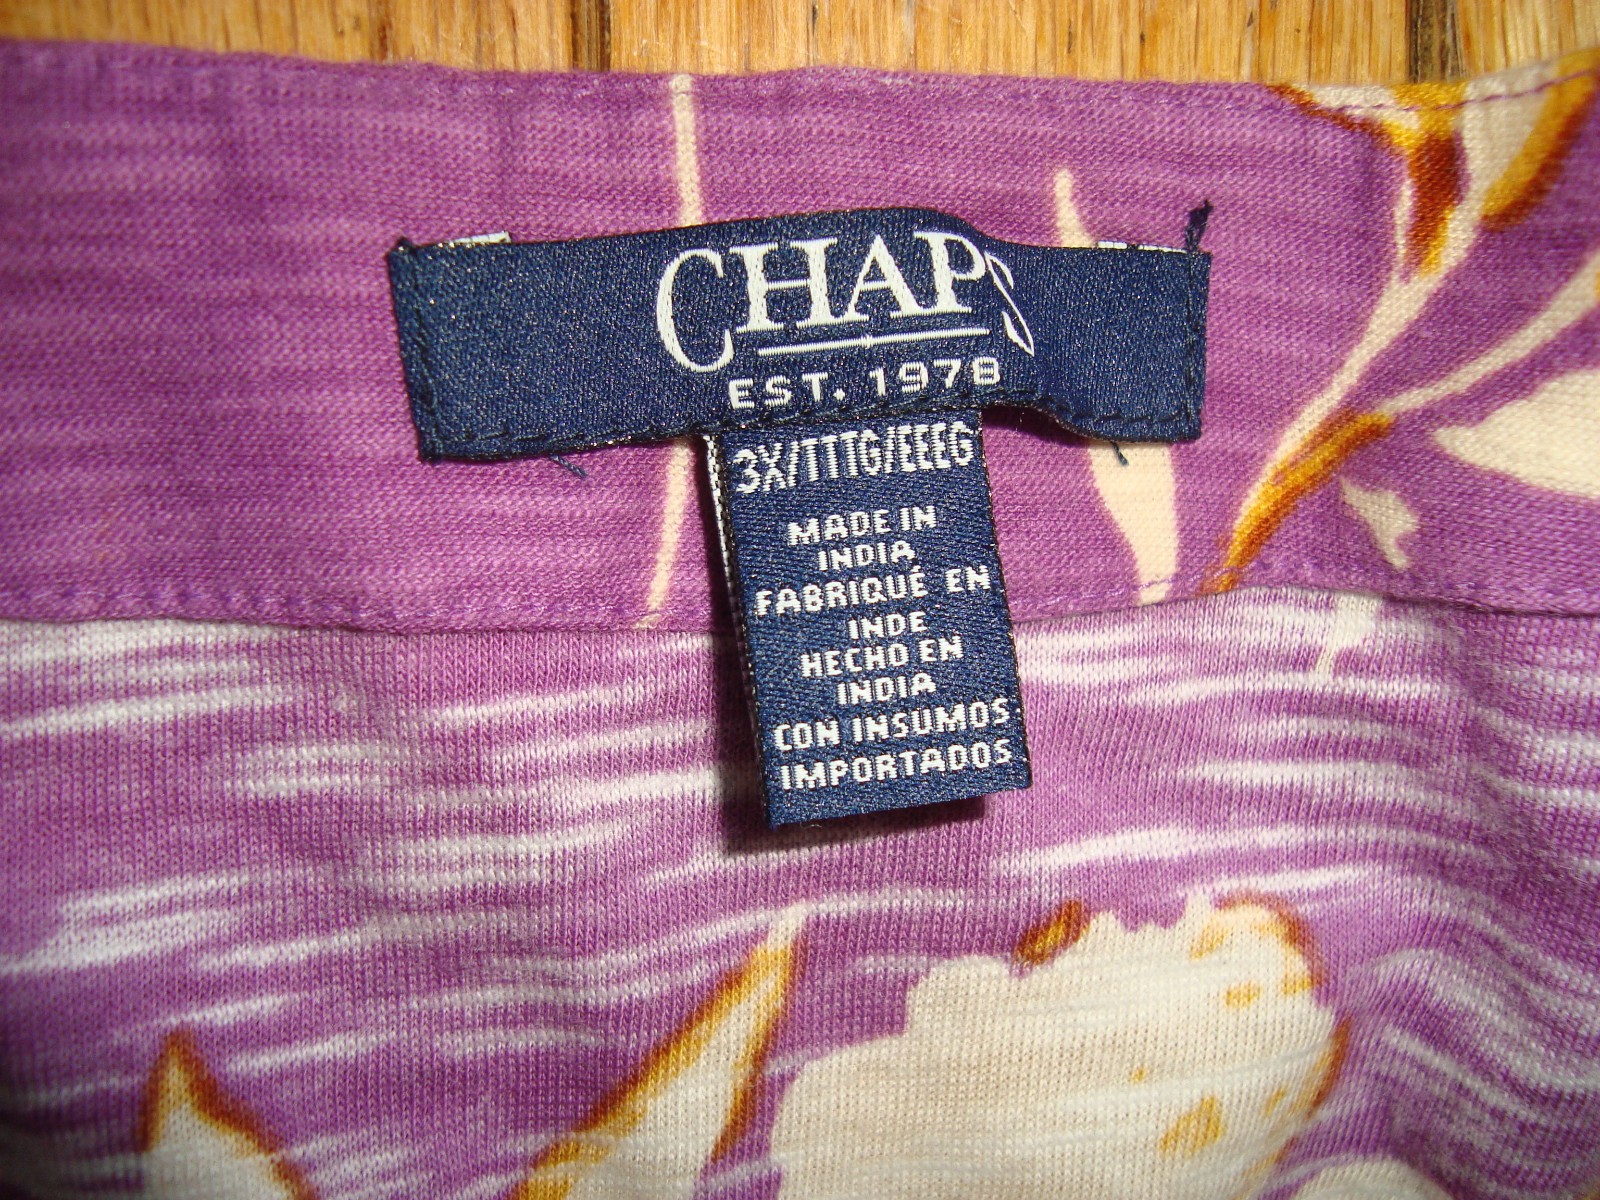 CHAPS
EST. 1978
3X/TTTG/EEEG
MADE IN
INDIA
FABRIQUÉ EN
INDE
HECHO EN
INDIA
CON INSUMOS
IMPORTADOS